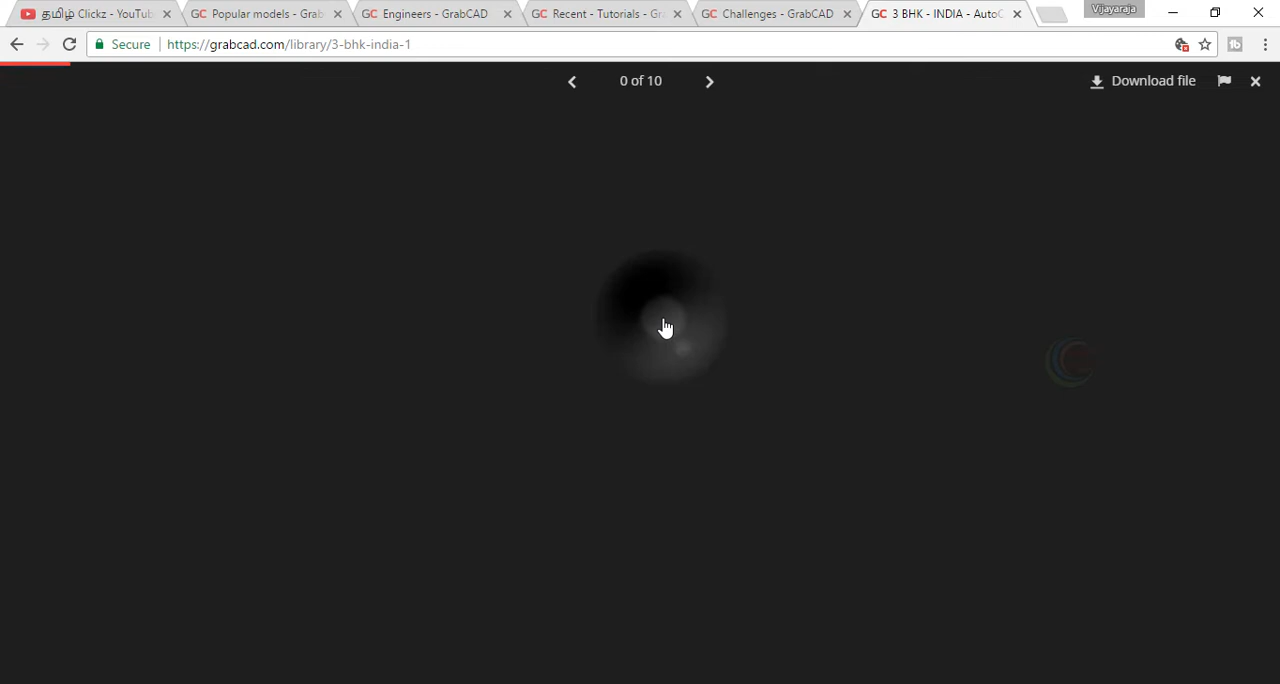 தமிழ் Clickz - YouTub
GC Popular models - Grab
GC Engineers - GrabCAD
GC Recent - Tutorials - Gra
GC Challenges - GrabCAD
GC 3 BHK - INDIA - AutoC
Vijayaraja
Secure
https://grabcad.com/library/3-bhk-india-1
0 of 10
Download file